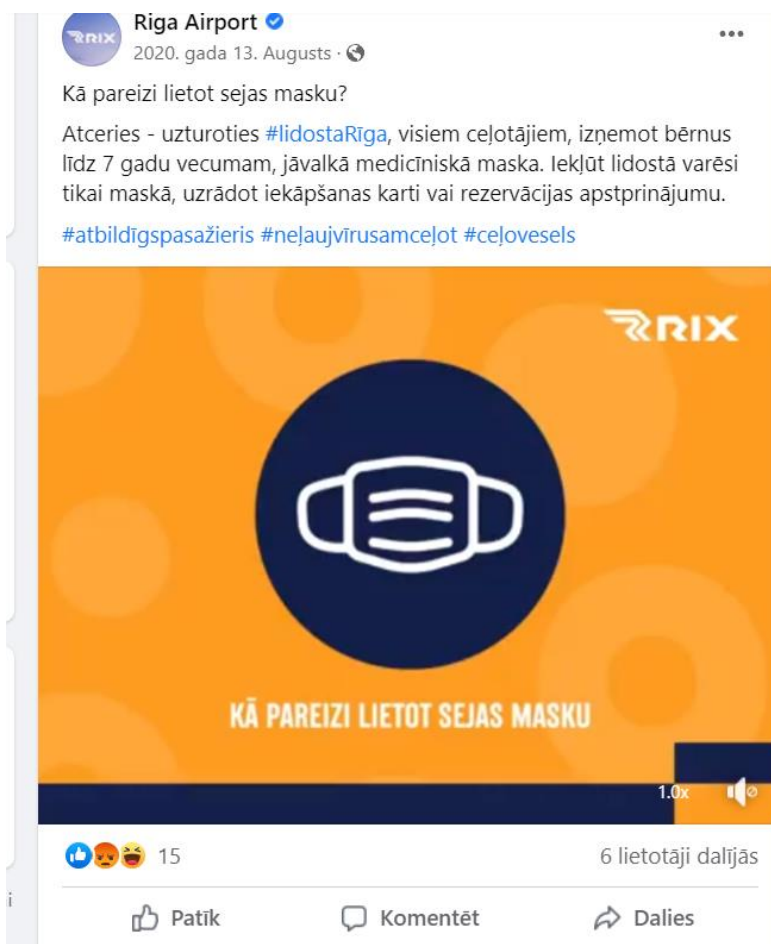 RIX
Riga Airport
2020. gada 13. Augusts ·
Kā pareizi lietot sejas masku?
Atceries - uzturoties #lidostaRīga, visiem ceļotājiem, izņemot bērnus
līdz 7 gadu vecumam, jāvalkā medicīniskā maska. Iekļūt lidostā varēsi
tikai maskā, uzrādot iekāpšanas karti vai rezervācijas apstprinājumu.
#atbildīgspasažieris #neļaujvīrusamceļot #ceļovesels
RIX
KĀ PAREIZI LIETOT SEJAS MASKU
1.0x
15
6 lietotāji dalījās
i
Patīk
Komentēt
Dalies